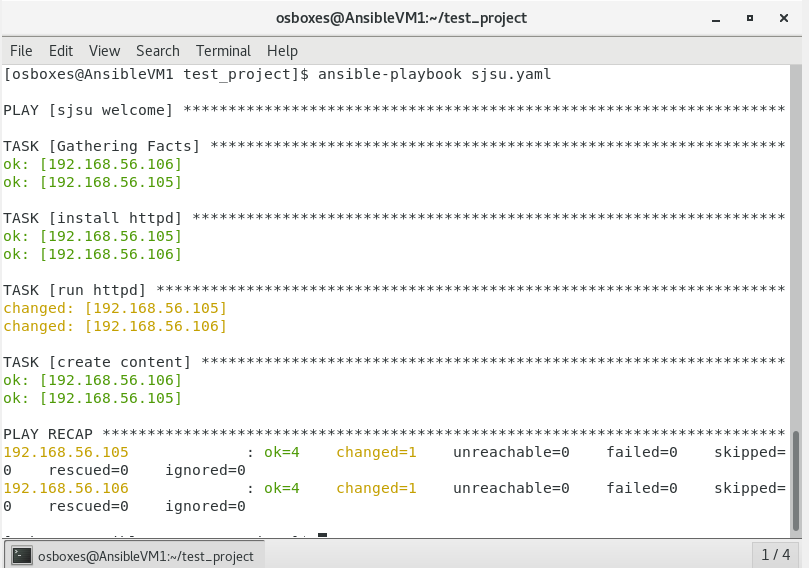 osboxes@AnsibleVM1:~/test_project
File Edit View Search Terminal Help
[osboxes@AnsibleVM1 test_project]$ ansible-playbook sjsu.yaml
PLAY [sjsu welcome] *******************************************************************
TASK [Gathering Facts] ****************************************************************
ok: [192.168.56.106]
ok: [192.168.56.105]
TASK [install httpd] ******************************************************************
ok: [192.168.56.105]
ok: [192.168.56.106]
TASK [run httpd] **********************************************************************
changed: [192.168.56.105]
changed: [192.168.56.106]
TASK [create content] *****************************************************************
ok: [192.168.56.106]
ok: [192.168.56.105]
PLAY RECAP ****************************************************************************
192.168.56.105             : ok=4    changed=1    unreachable=0    failed=0    skipped=
0    rescued=0    ignored=0
192.168.56.106             : ok=4    changed=1    unreachable=0    failed=0    skipped=
0    rescued=0    ignored=0
osboxes@AnsibleVM1:~/test_project
1 / 4